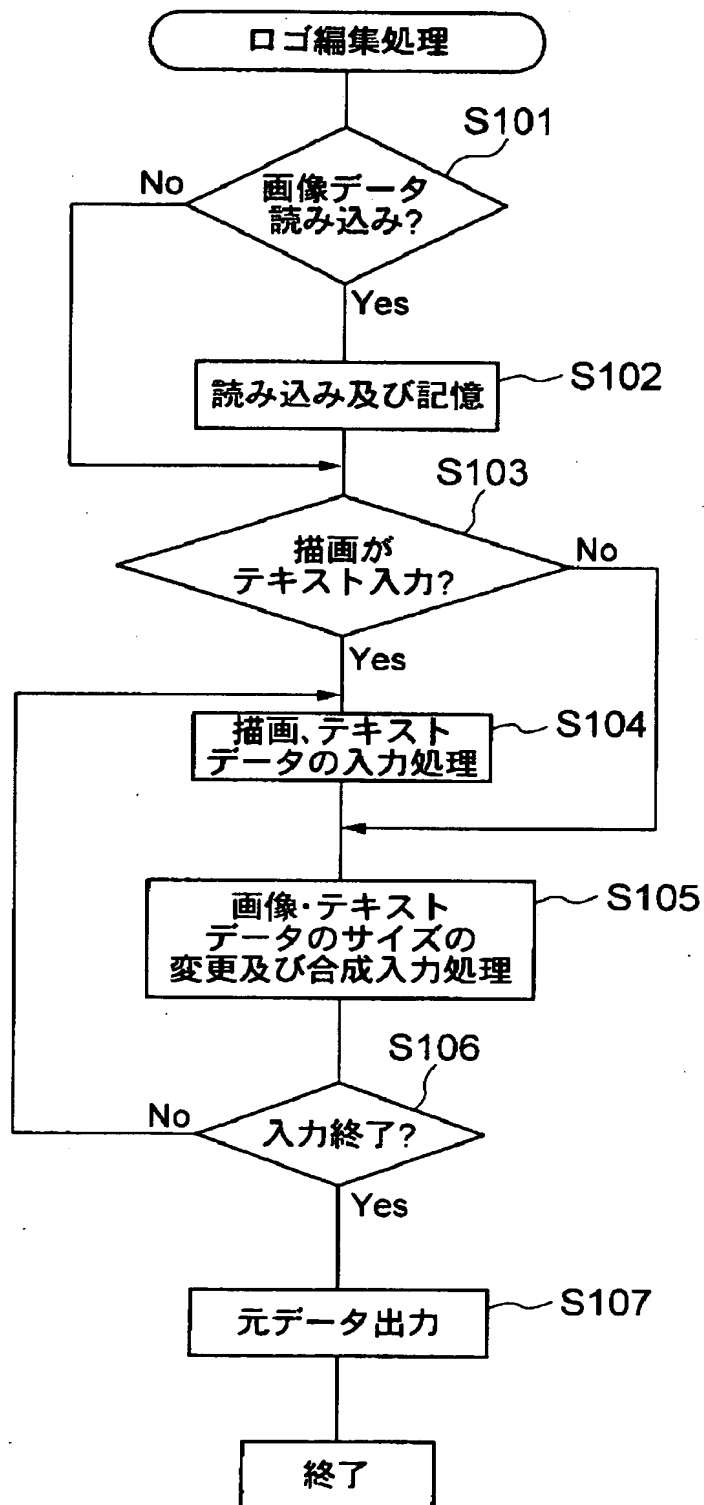 ロゴ編集処理
S101
No
画像データ
読み込み?
Yes
読み込み及び記憶
S102
S103
描画が
テキスト入力?
No
Yes
描画、テキスト
データの入力処理
S104
画像・テキスト
データのサイズの
変更及び合成入力処理
S105
S106
No
入力終了?
Yes
元データ出力
S107
終了